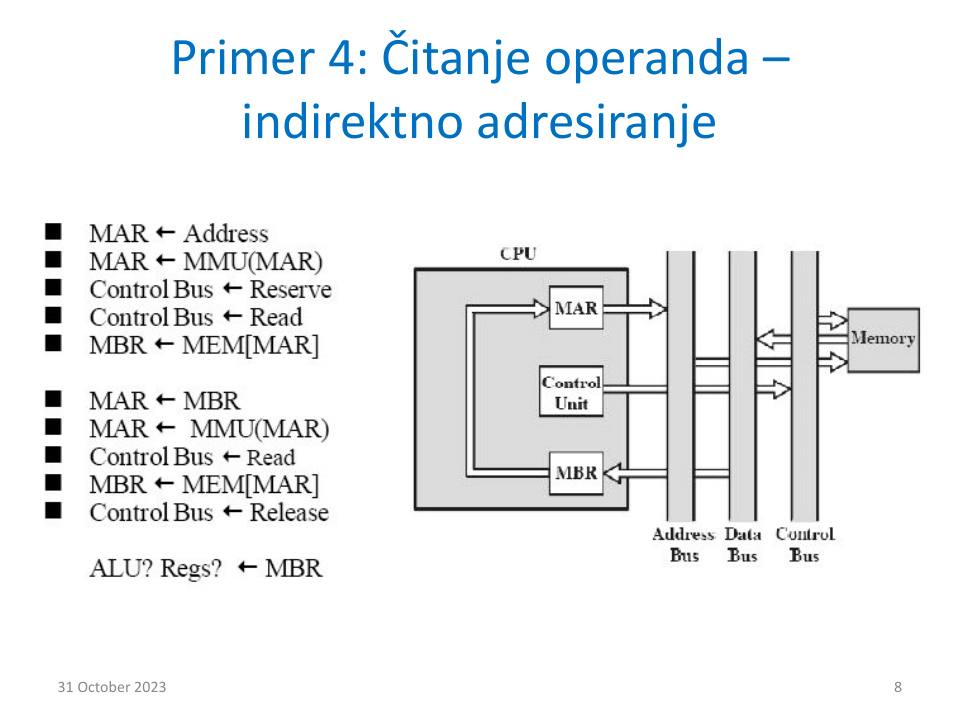 Primer 4: Čitanje operanda –
indirektno adresiranje
■ MAR ← Address
■ MAR ← MMU(MAR)
■ Control Bus ← Reserve
■ Control Bus ← Read
■ MBR ← MEM[MAR]
■ MAR ← MBR
■ MAR ← MMU(MAR)
■ Control Bus ← Read
■ MBR ← MEM[MAR]
■ Control Bus ← Release
ALU? Regs? ← MBR
CPU
MAR
Memory
Control
Unit
MBR
Address Data Control
Bus Bus Bus
31 October 2023
8